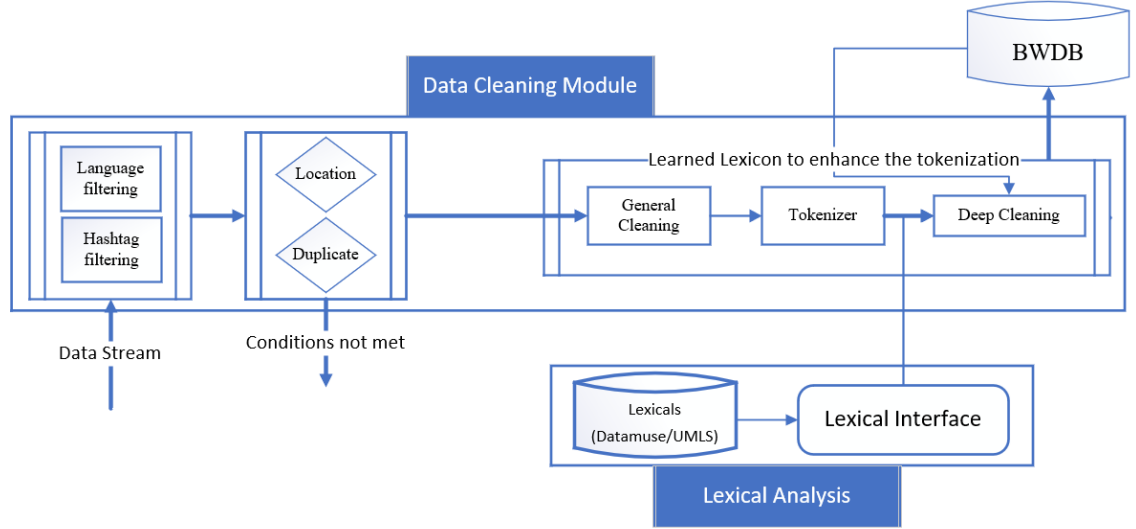 BWDB
Data Cleaning Module
Learned Lexicon to enhance the tokenization
Language
filtering
Hashtag
filtering
Location
Duplicate
General
Cleaning
Tokenizer
Deep Cleaning
Data Stream
Conditions not met
Lexicals
(Datamuse/UMLS)
Lexical Interface
Lexical Analysis